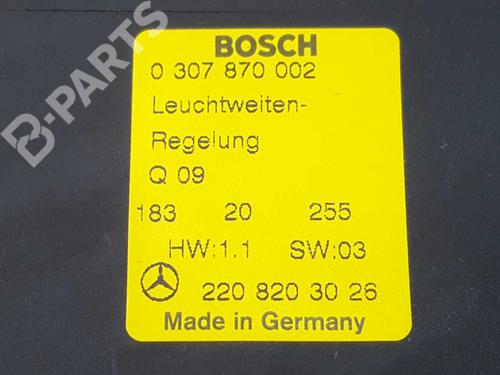 BOSCH
0 307 870 002
Leuchtweiten-
Regelung
Q 09
183 20 255
HW:1.1 SW:03
220 820 30 26
Made in Germany
B-PARTS